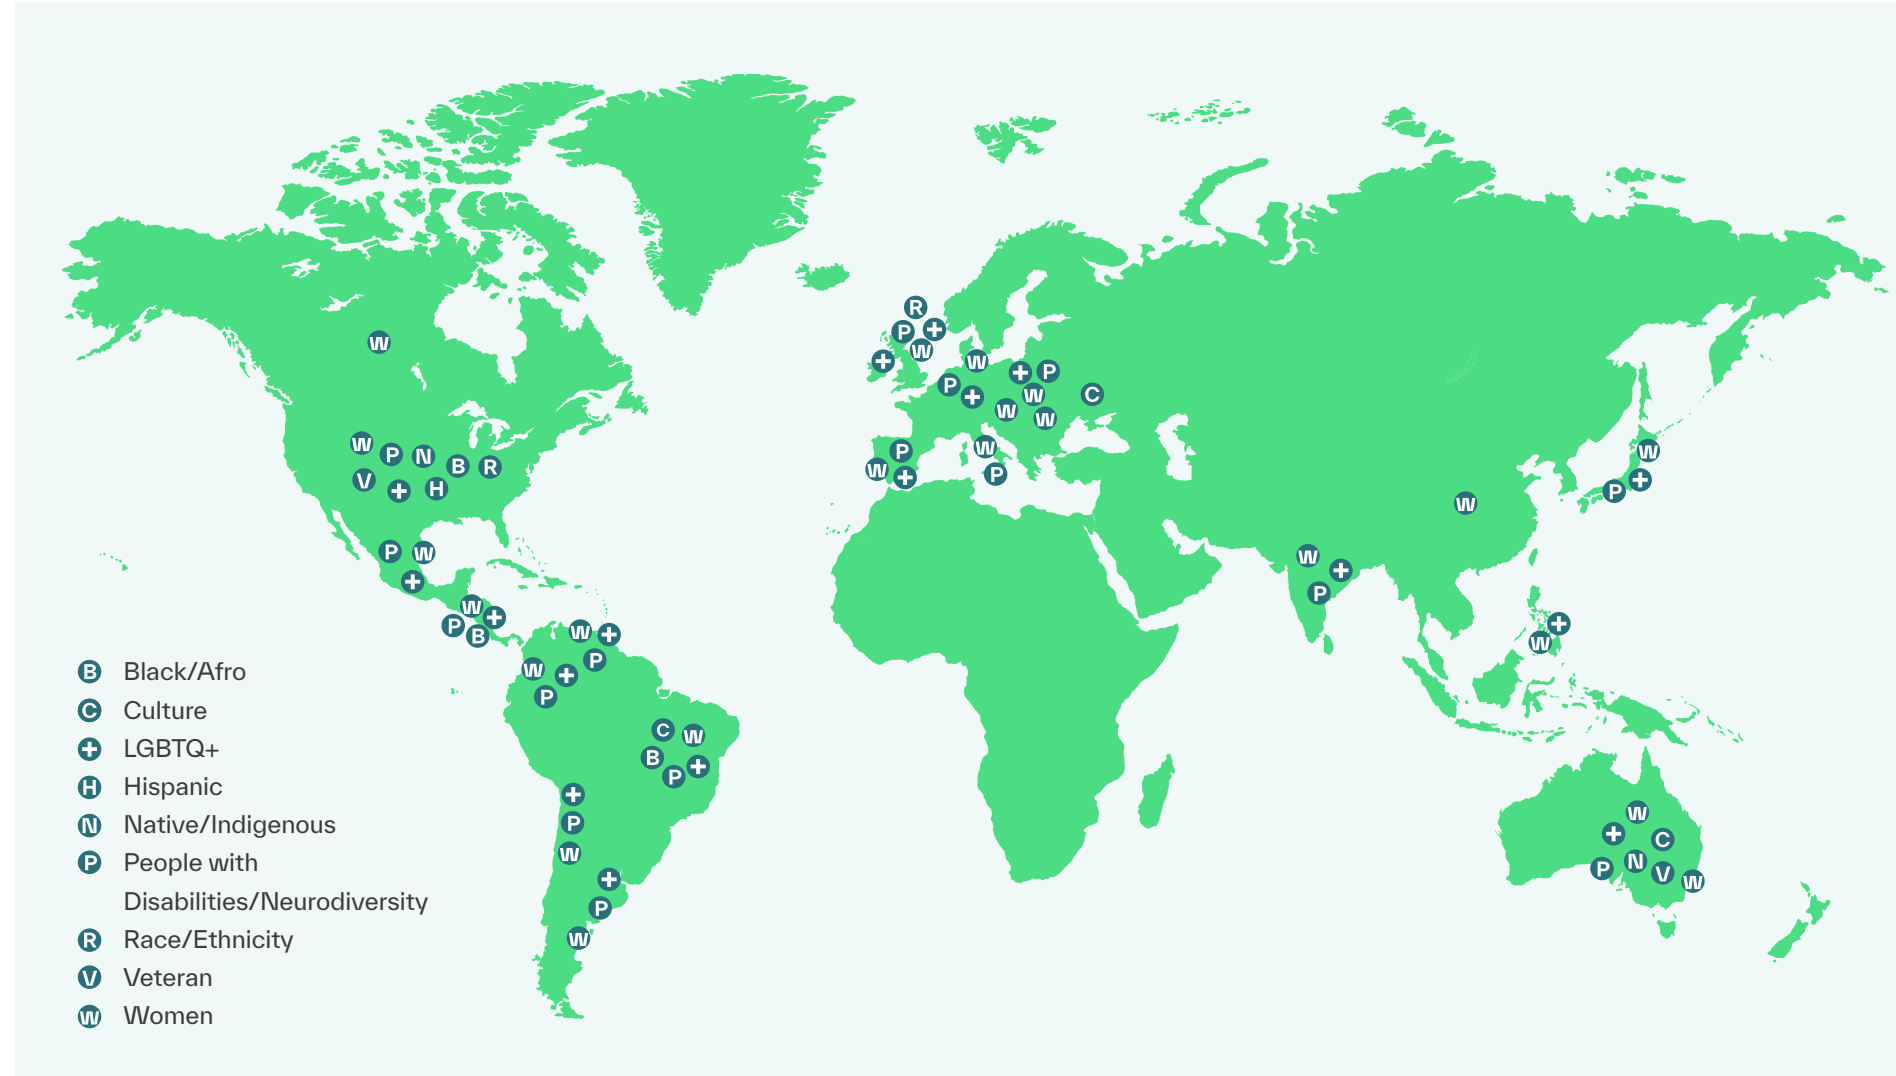 R
P +
W
+
W
W
+ P
P
W
C
+
W
W
W
P N
B R
V
+ H
W
P
W
+
P
W
P
W
+
P
W
P W
+
W
+
P
W
+
P B
+
W
W +
P
W +
P
C W
B
+
P
+
P
W
+
P
W
W
+ C
N
P V
W
B Black/Afro
C Culture
+ LGBTQ+
H Hispanic
N Native/Indigenous
P People with
Disabilities/Neurodiversity
R Race/Ethnicity
V Veteran
W Women